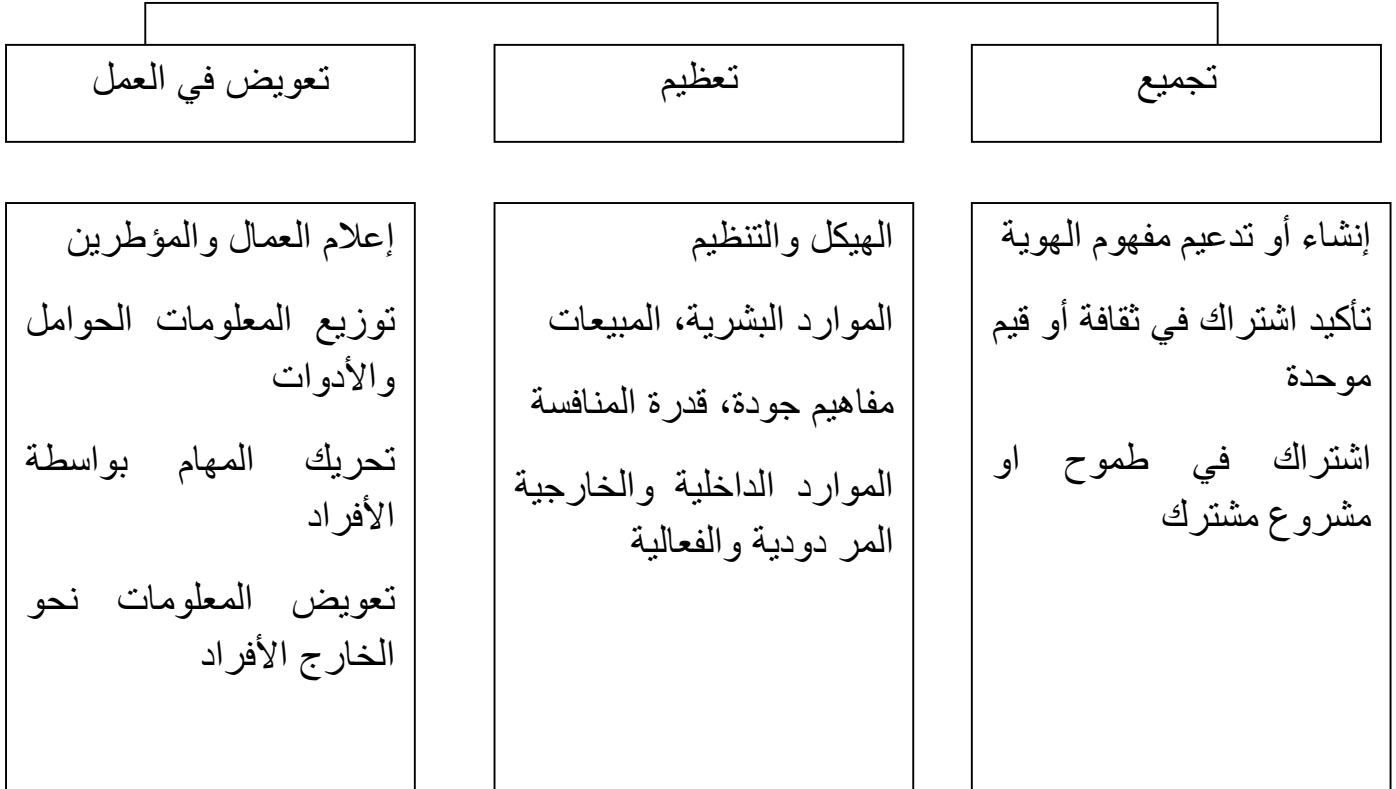 تجميع
تعظيم
تعويض في العمل
إنشاء أو تدعيم مفهوم الهوية
تأكيد اشتراك في ثقافة أو قيم
موحدة
اشتراك في طموح او
مشروع مشترك
الهيكل والتنظيم
الموارد البشرية، المبيعات
مفاهيم جودة، قدرة المنافسة
الموارد الداخلية والخارجية
المر دودية والفعالية
إعلام العمال والمؤطرين
توزيع المعلومات الحوامل
والأدوات
تحريك المهام بواسطة
الأفراد
تعويض المعلومات نحو
الخارج الأفراد